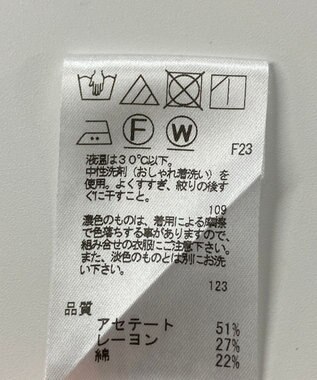 F W F23
液温は30℃以下。
中性洗剤(おしゃれ着洗い)を
使用。よくすすぎ、絞りの後す
ぐに干すこと。
109
濃色のものは、着用による摩擦
で色落ちする事がありますので、
組み合せの衣服にご注意下さい。
また、淡色のものとは別にお洗
い下さい。
123
品質
アセテート 51%
レーヨン 27%
綿 22%